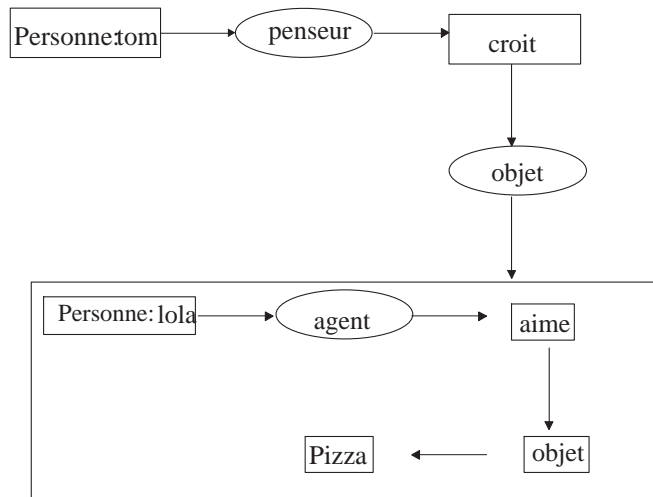 Personne:tom
penseur
croit
objet
Personne: lola
agent
aime
Pizza
objet